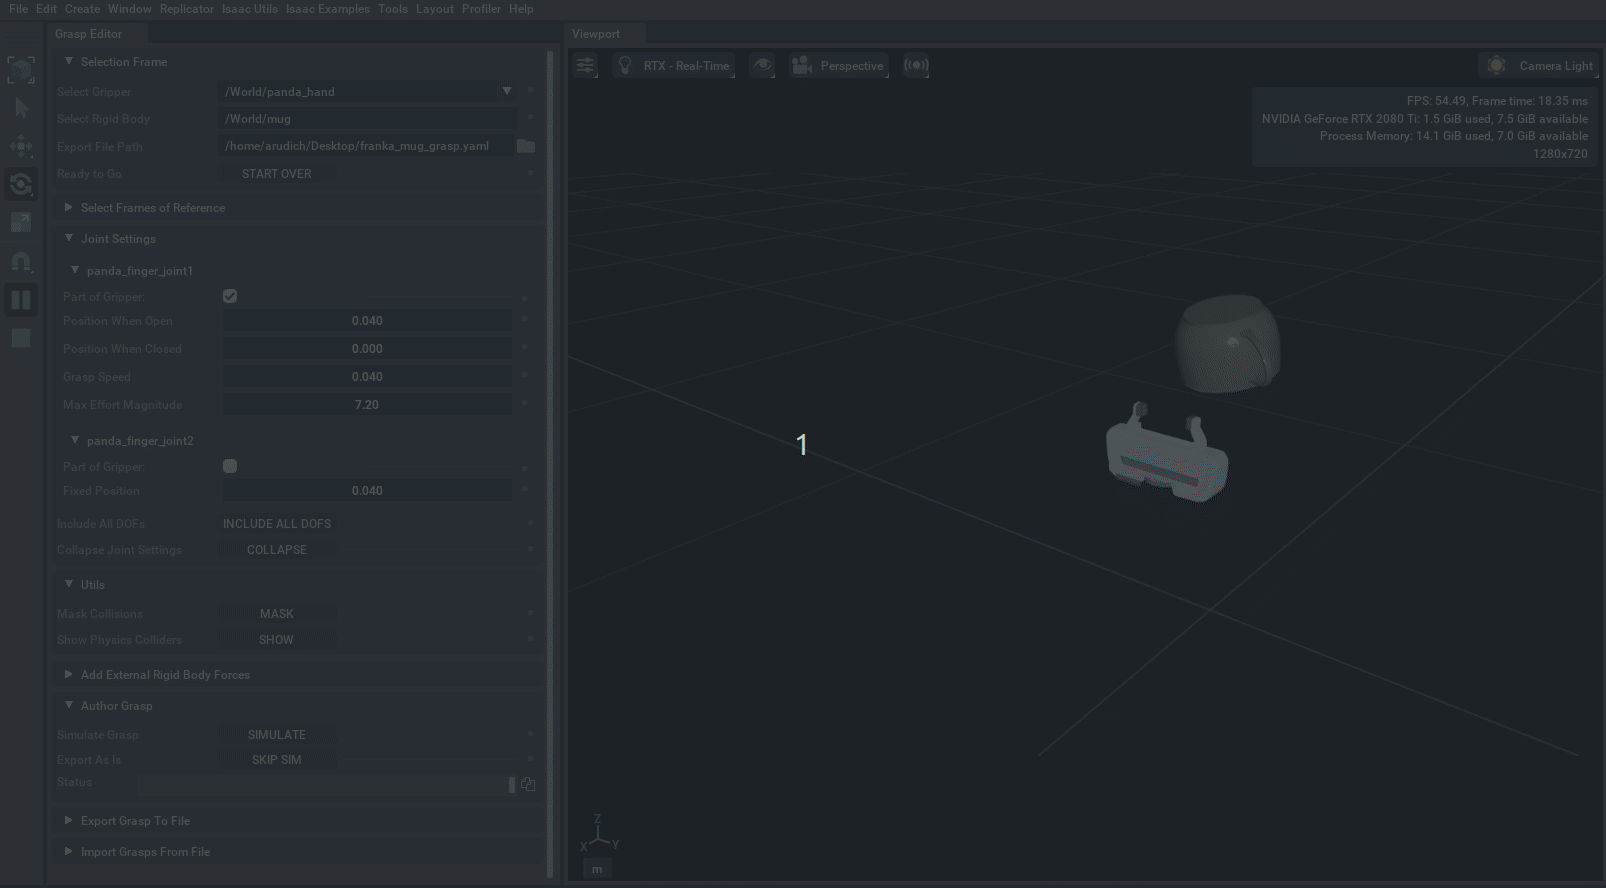 File Edit Create Window Replicator Isaac Utils Isaac Examples Tools Layout Profiler Help
Grasp Editor
Selection Frame
Select Gripper /World/panda_hand
Select Rigid Body /World/mug
Export File Path /home/arudich/Desktop/franka_mug_grasp.yaml
Ready to Go START OVER
Select Frames of Reference
Joint Settings
panda_finger_joint1
Part of Gripper:
Position When Open 0.040
Position When Closed 0.000
Grasp Speed 0.040
Max Effort Magnitude 7.20
panda_finger_joint2
Part of Gripper:
Fixed Position 0.040
Include All DOFs INCLUDE ALL DOFS
Collapse Joint Settings COLLAPSE
Utils
Mask Collisions MASK
Show Physics Colliders SHOW
Add External Rigid Body Forces
Author Grasp
Simulate Grasp SIMULATE
Export As Is SKIP SIM
Status
Export Grasp To File
Import Grasps From File
Viewport
RTX - Real-Time Perspective Camera Light
FPS: 54.49, Frame time: 18.35 ms
NVIDIA GeForce RTX 2080 Ti: 1.5 GiB used, 7.5 GiB available
Process Memory: 14.1 GiB used, 7.0 GiB available
1280x720
1
Z
X Y
m